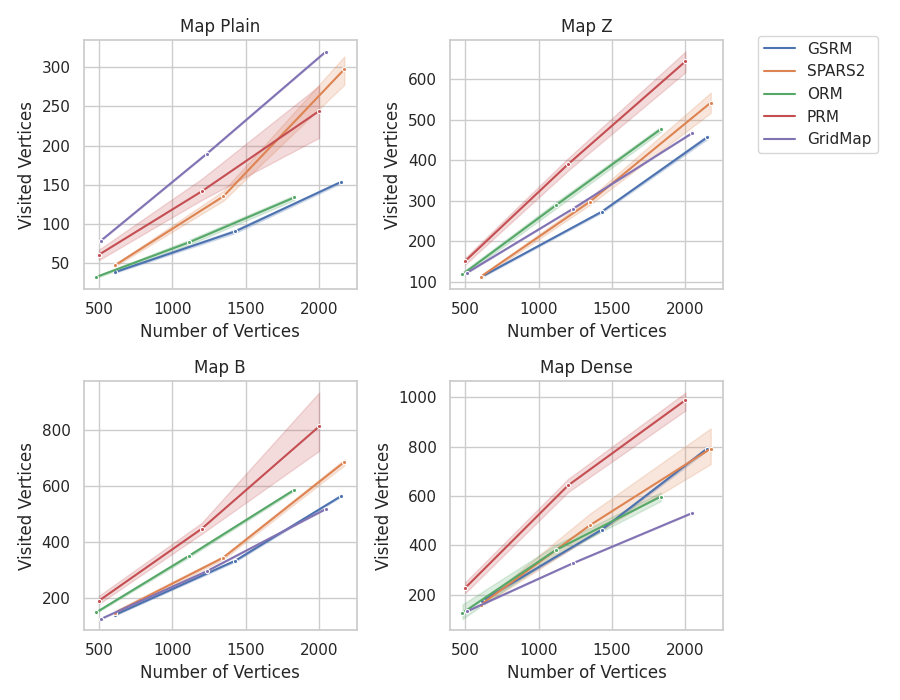 Map Plain
300
250
200
150
100
50
Visited Vertices
500 1000 1500 2000
Number of Vertices
Map Z
600
500
400
300
200
100
Visited Vertices
500 1000 1500 2000
Number of Vertices
GSRM
SPARS2
ORM
PRM
GridMap
Map B
800
600
400
200
Visited Vertices
500 1000 1500 2000
Number of Vertices
Map Dense
1000
800
600
400
200
Visited Vertices
500 1000 1500 2000
Number of Vertices